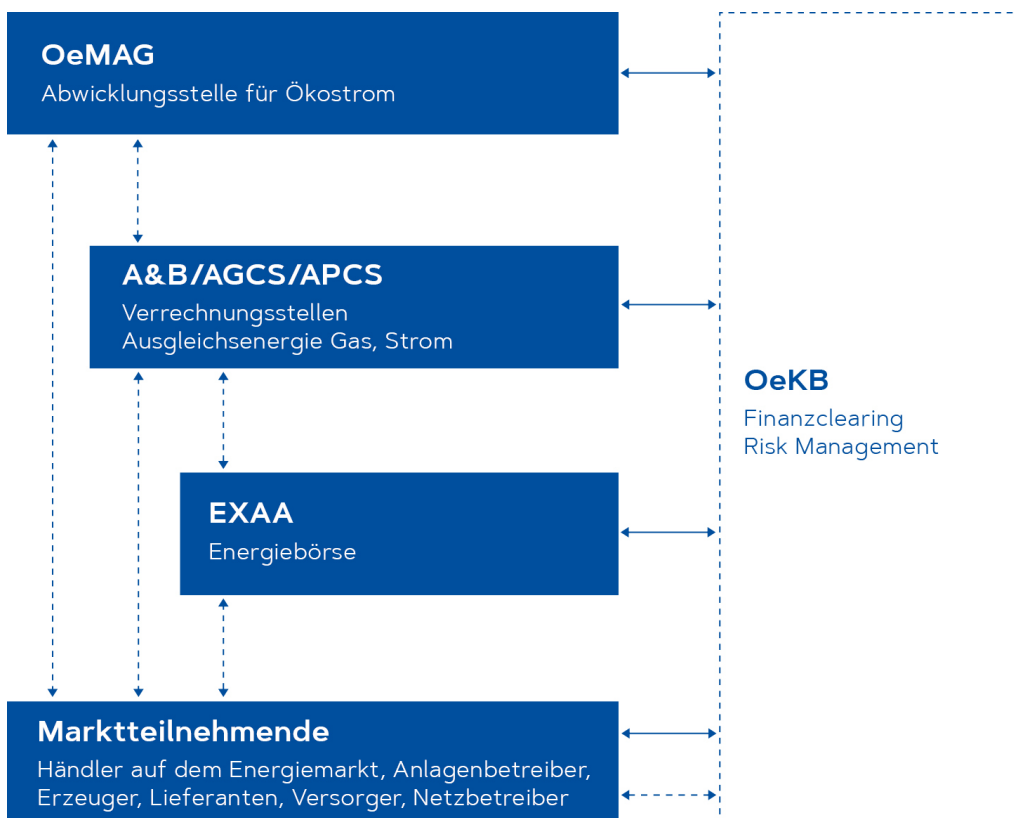 OeMAG
Abwicklungsstelle für Ökostrom
A&B/AGCS/APCS
Verrechnungsstellen
Ausgleichsenergie Gas, Strom
OeKB
Finanzclearing
Risk Management
EXAA
Energiebörse
Marktteilnehmende
Händler auf dem Energiemarkt, Anlagenbetreiber,
Erzeuger, Lieferanten, Versorger, Netzbetreiber